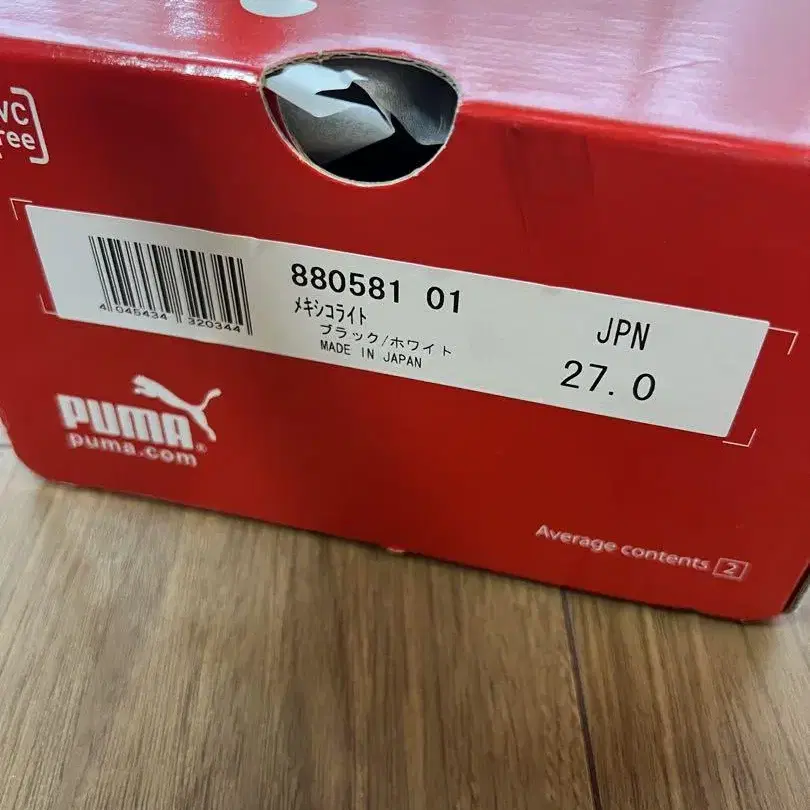 free
880581 01
メキシコライト
ブラック/ホワイト
MADE IN JAPAN
4 045434 320344
JPN
27.0
PUMA®
puma.com
Average contents 2